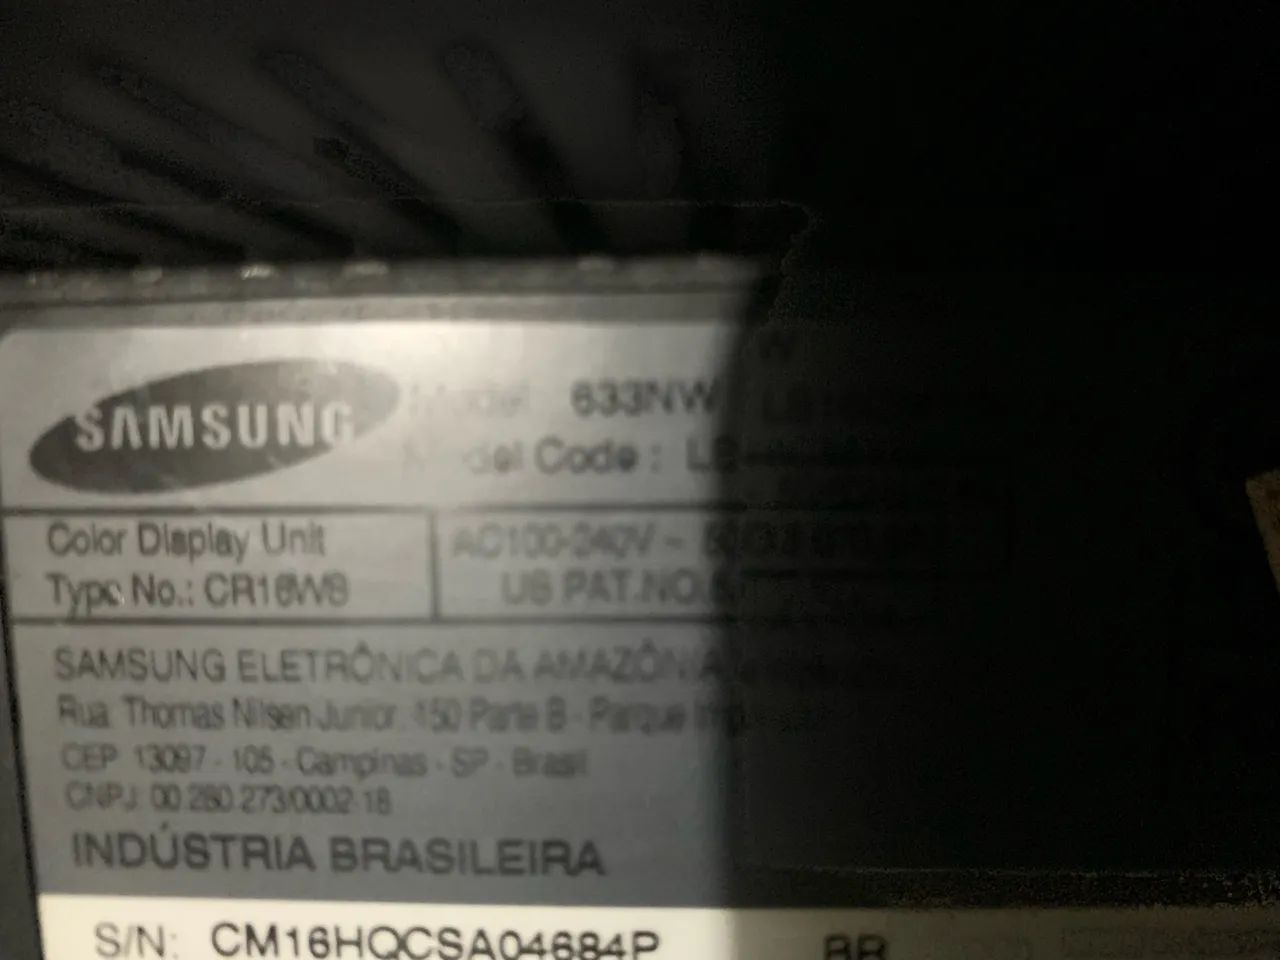 SAMSUNG
Model 633NW
Model Code :
Color Display Unit
Type No.: CR16W8
AC100-240V ~
US PAT.NO.
SAMSUNG ELETRÔNICA DA AMAZÔNIA
Rua Thomas Nilsen Junior. 150 Parte B - Parque
CEP 13097 - 105 - Campinas - SP - Brasil
CNPJ 00.280.273/0002-18
INDÚSTRIA BRASILEIRA
S/N: CM16HQCSA04684P BR